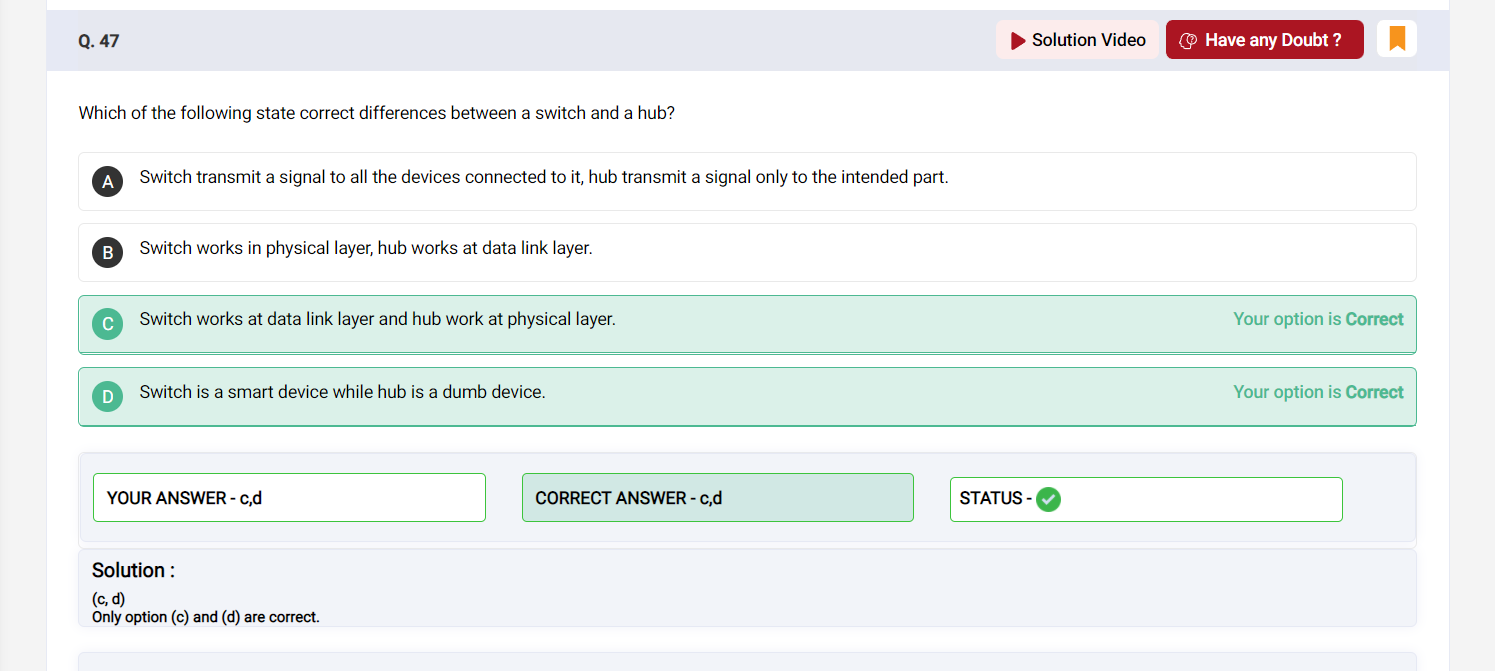 Q. 47
Solution Video
Have any Doubt ?
Which of the following state correct differences between a switch and a hub?
A
Switch transmit a signal to all the devices connected to it, hub transmit a signal only to the intended part.
B
Switch works in physical layer, hub works at data link layer.
C
Switch works at data link layer and hub work at physical layer.
Your option is Correct
D
Switch is a smart device while hub is a dumb device.
Your option is Correct
YOUR ANSWER - c,d
CORRECT ANSWER - c,d
STATUS -
Solution :
(c, d)
Only option (c) and (d) are correct.